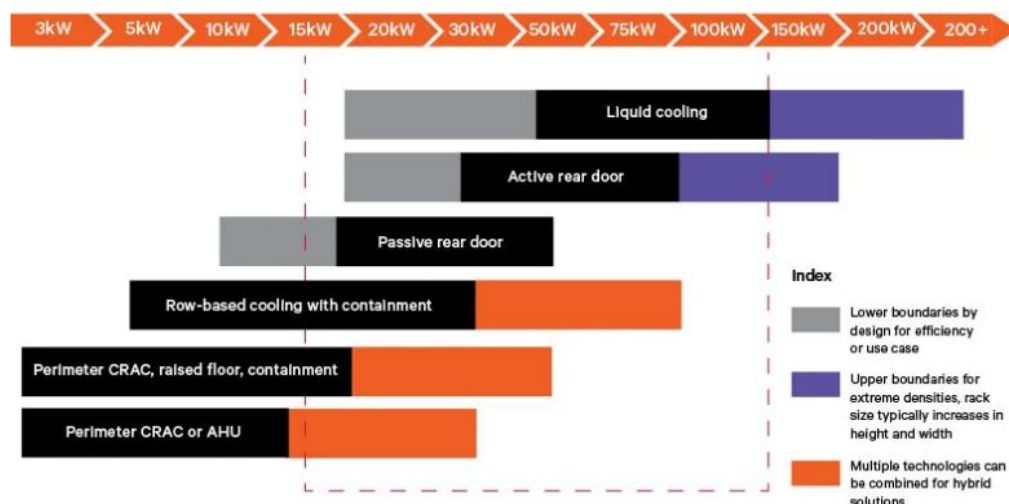 3kW 5kW 10kW 15kW 20kW 30kW 50kW 75kW 100kW 150kW 200kW 200+
Liquid cooling
Active rear door
Passive rear door
Row-based cooling with containment
Perimeter CRAC, raised floor, containment
Perimeter CRAC or AHU
Index
Lower boundaries by
design for efficiency
or use case
Upper boundaries for
extreme densities, rack
size typically increases in
height and width
Multiple technologies can
be combined for hybrid
solutions